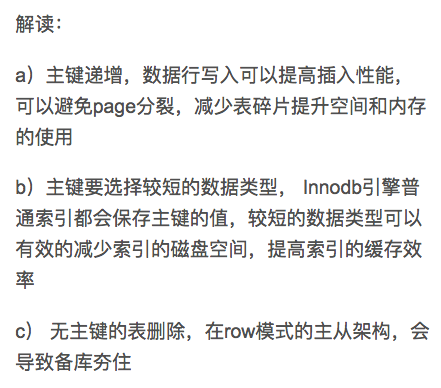 解读：
a）主键递增，数据行写入可以提高插入性能，
可以避免page分裂，减少表碎片提升空间和内存
的使用
b）主键要选择较短的数据类型， Innodb引擎普
通索引都会保存主键的值，较短的数据类型可以
有效的减少索引的磁盘空间，提高索引的缓存效
率
c） 无主键的表删除，在row模式的主从架构，会
导致备库夯住